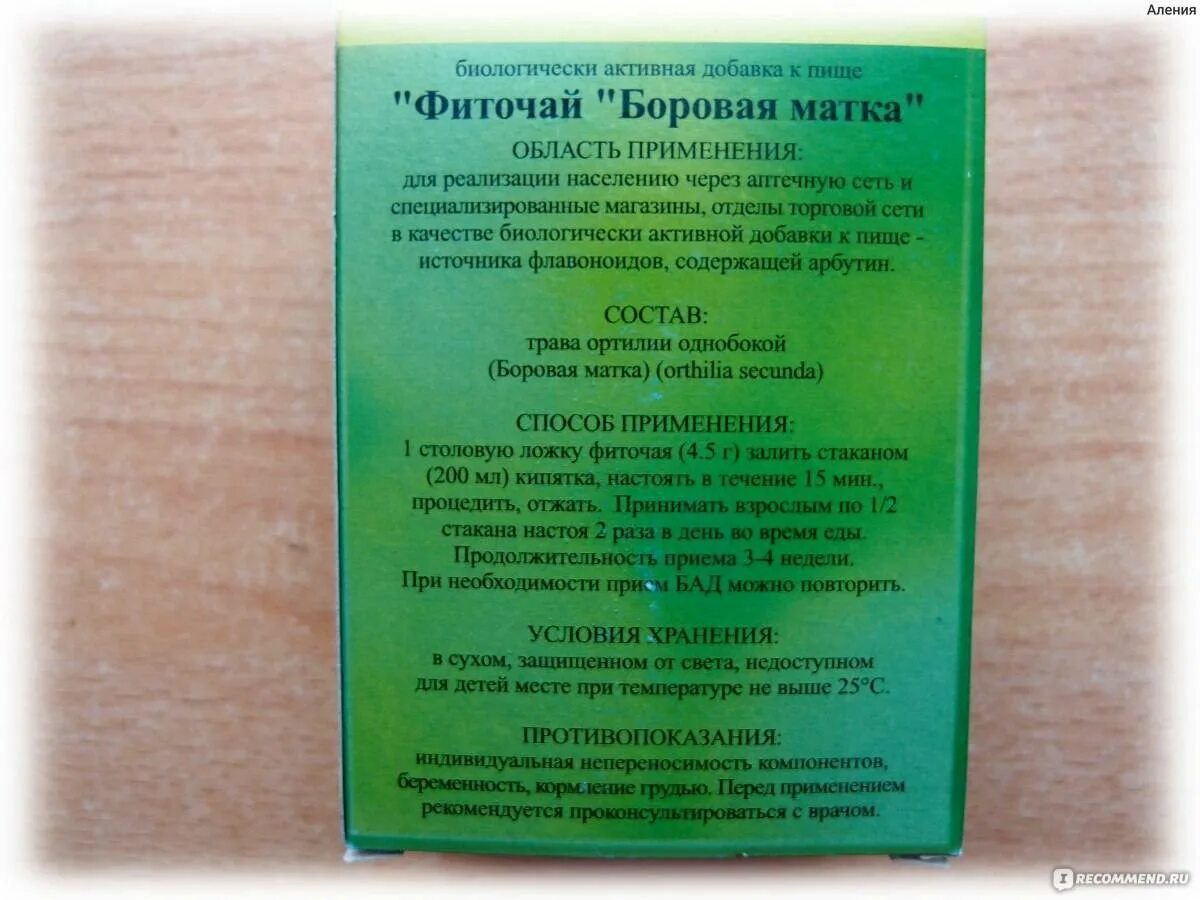 Аления
биологически активная добавка к пище
"Фиточай "Боровая матка"
ОБЛАСТЬ ПРИМЕНЕНИЯ:
для реализации населению через аптечную сеть и
специализированные магазины, отделы торговой сети
в качестве биологически активной добавки к пище -
источника флавоноидов, содержащей арбутин.
СОСТАВ:
трава ортилии однобокой
(Боровая матка) (orthilia secunda)
СПОСОБ ПРИМЕНЕНИЯ:
1 столовую ложку фиточая (4.5 г) залить стаканом
(200 мл) кипятка, настоять в течение 15 мин.,
процедить, отжать. Принимать взрослым по 1/2
стакана настоя 2 раза в день во время еды.
Продолжительность приема 3-4 недели.
При необходимости прием БАД можно повторить.
УСЛОВИЯ ХРАНЕНИЯ:
в сухом, защищенном от света, недоступном
для детей месте при температуре не выше 25°С.
ПРОТИВОПОКАЗАНИЯ:
индивидуальная непереносимость компонентов,
беременность, кормление грудью. Перед применением
рекомендуется проконсультироваться с врачом.
I RECOMMEND.RU